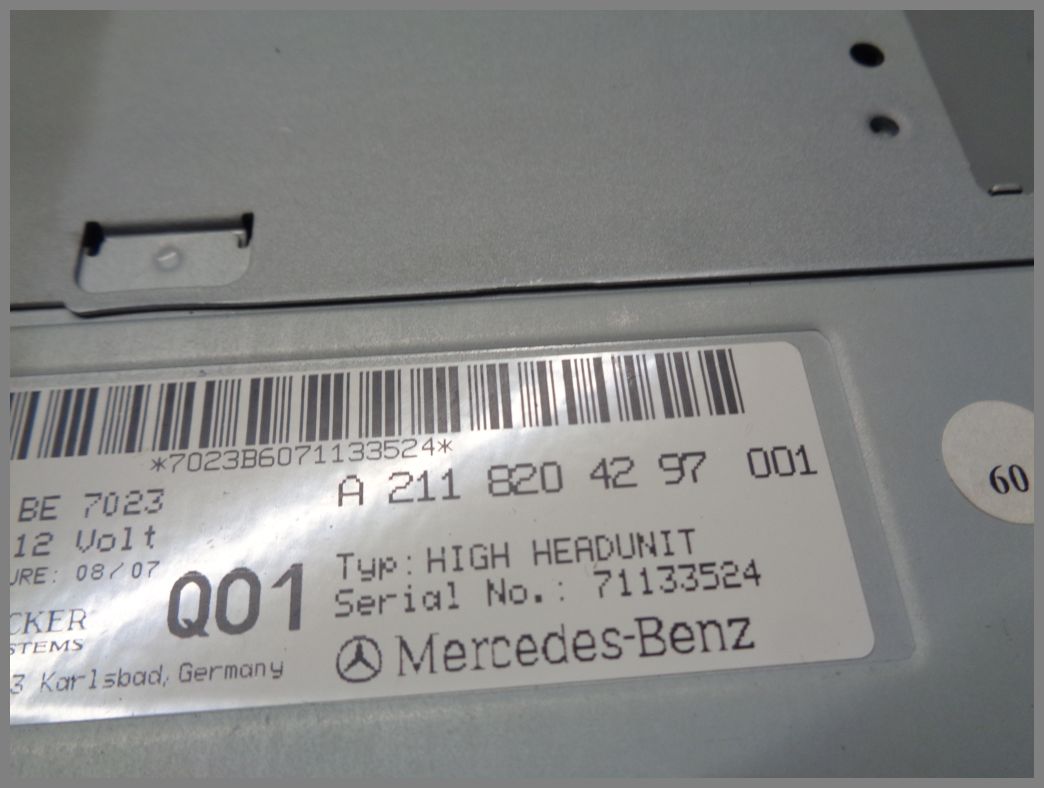 *7023B6071133524*
BE 7023
A 211 820 42 97 001
12 Volt
URE: 08/07
Q01
Typ: HIGH HEADUNIT
Serial No.: 71133524
CKER
STEMS
3 Karlsbad, Germany
Mercedes-Benz
60